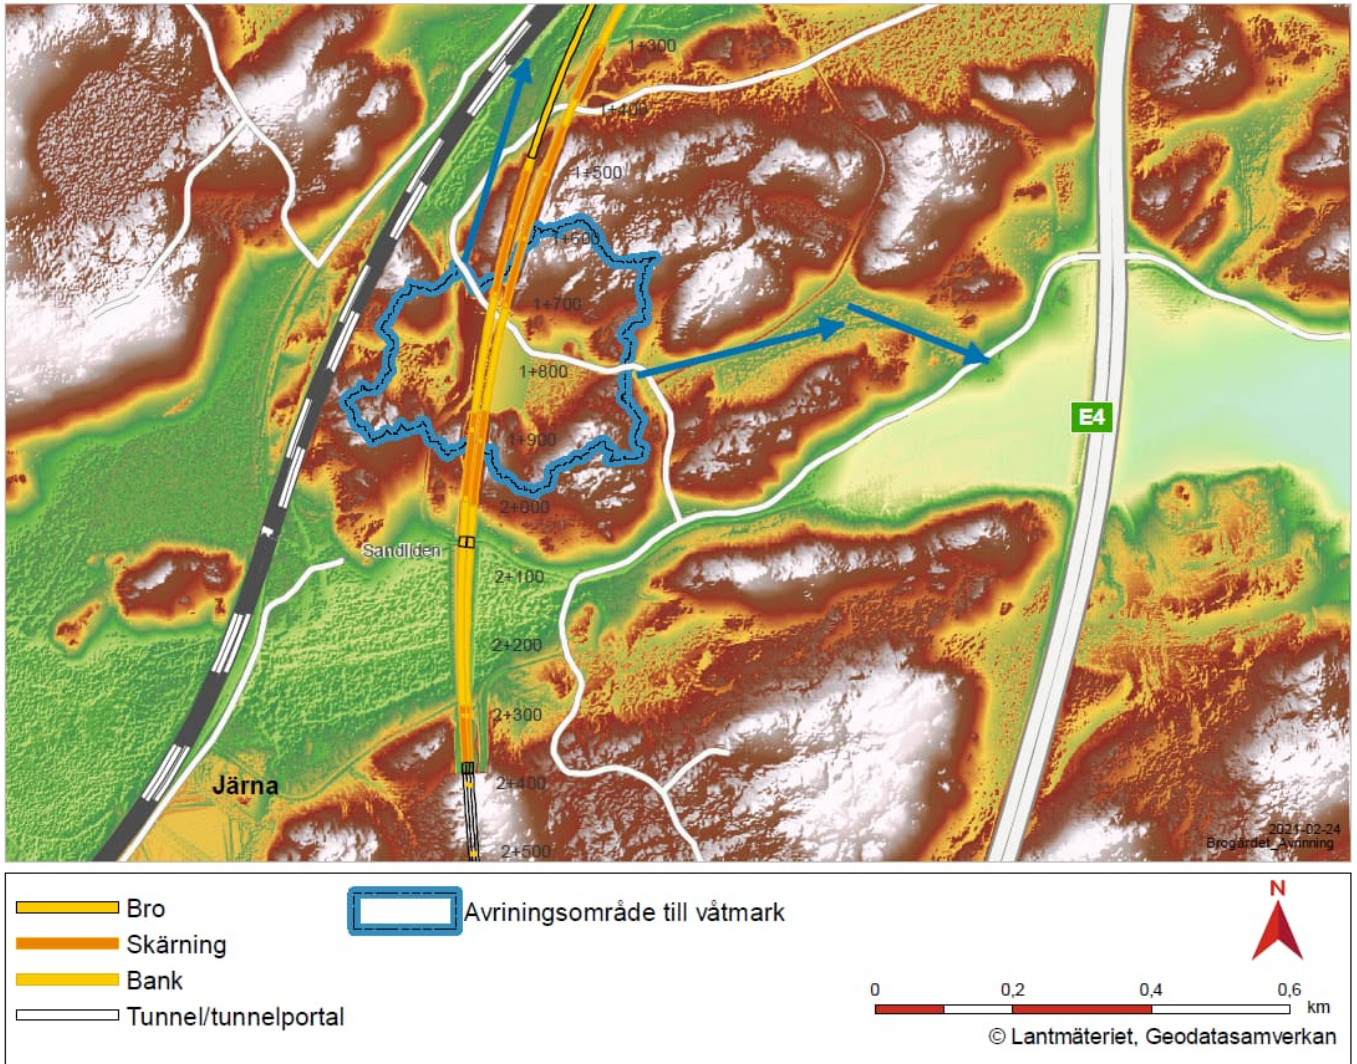 1+300
1+400
1+500
1+600
1+700
1+800
E4
1+900
2+000
Sandliden
2+100
2+200
2+300
Järna
2+400
2021-02-24
Brogärdet_Avrinning
2+500
Bro
Avriningsområde till våtmark
N
Skärning
Bank
0 0,2 0,4 0,6
km
Tunnel/tunnelportal
© Lantmäteriet, Geodatasamverkan